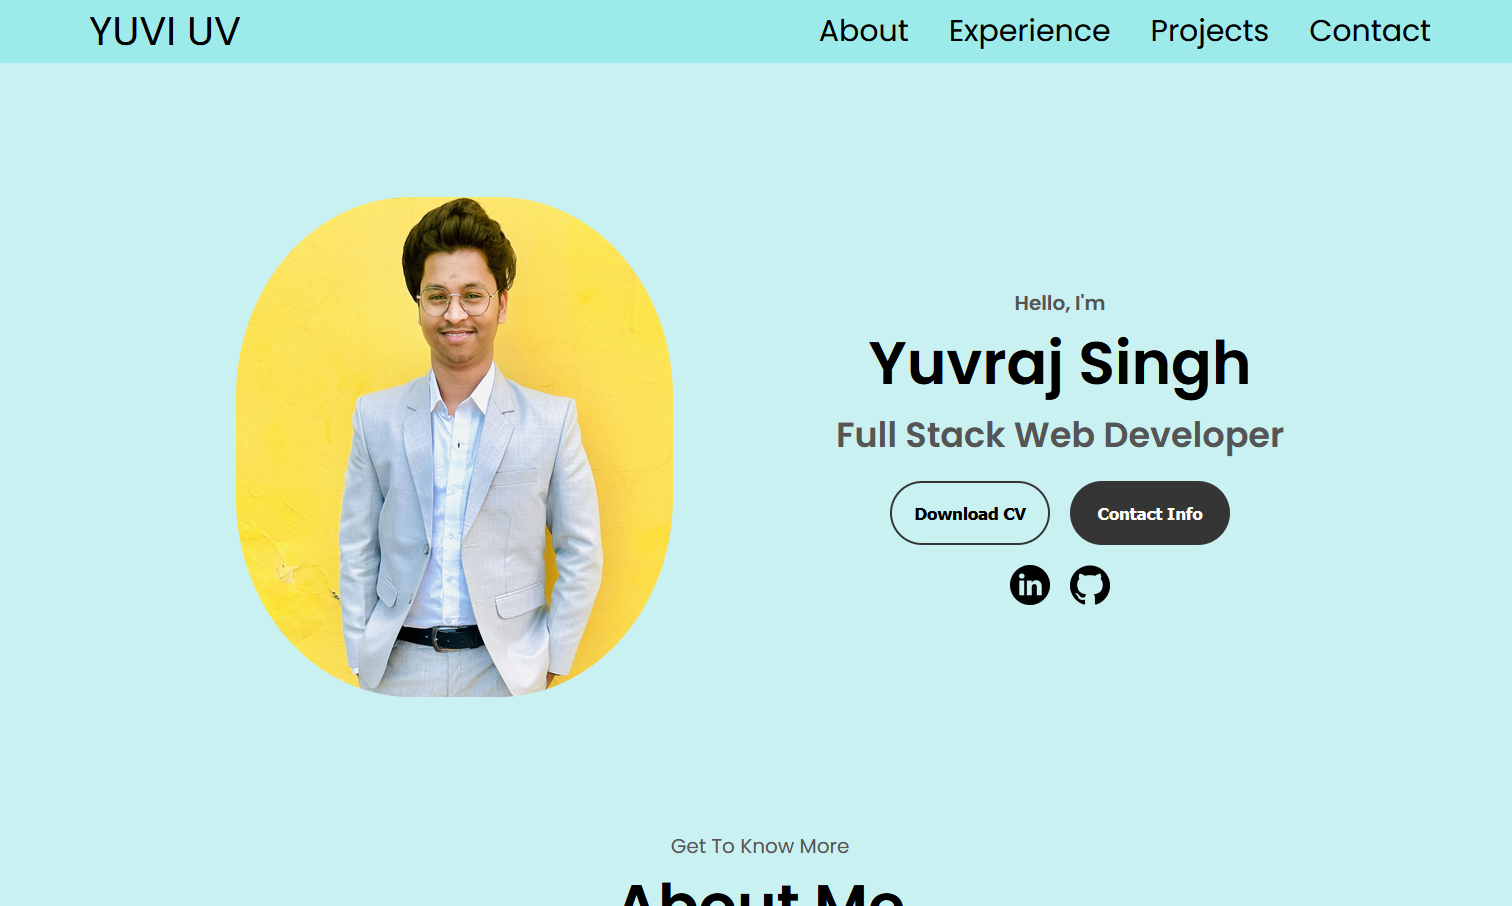 YUVI UV
About Experience Projects Contact
Hello, I'm
Yuvraj Singh
Full Stack Web Developer
Download CV
Contact Info
in
Get To Know More
About Me